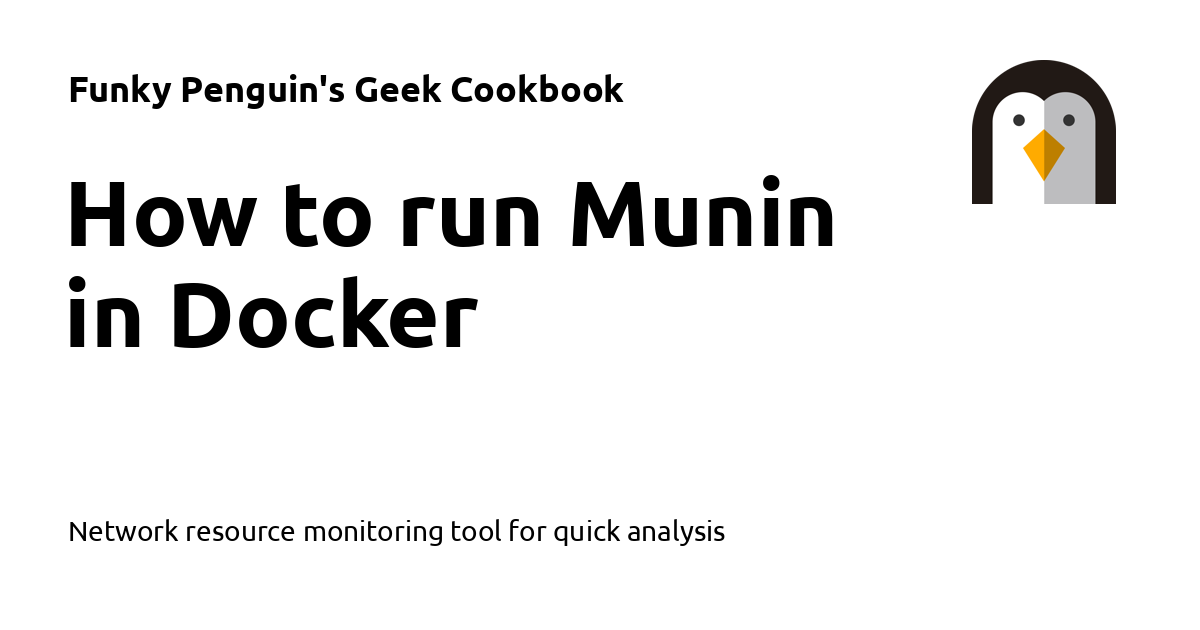 Funky Penguin's Geek Cookbook
How to run Munin
in Docker
Network resource monitoring tool for quick analysis